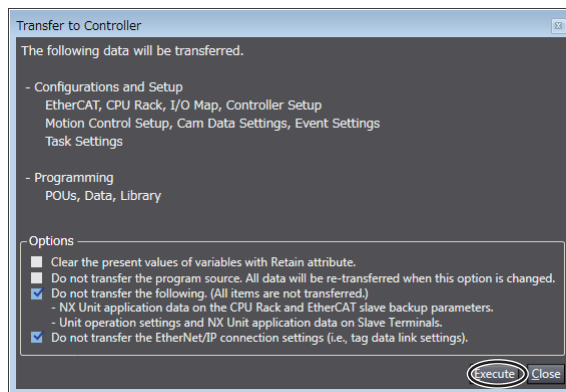 Transfer to Controller
The following data will be transferred.
- Configurations and Setup
EtherCAT, CPU Rack, I/O Map, Controller Setup
Motion Control Setup, Cam Data Settings, Event Settings
Task Settings
- Programming
POUs, Data, Library
Options
Clear the present values of variables with Retain attribute.
Do not transfer the program source. All data will be re-transferred when this option is changed.
Do not transfer the following. (All items are not transferred.)
- NX Unit application data on the CPU Rack and EtherCAT slave backup parameters.
- Unit operation settings and NX Unit application data on Slave Terminals.
Do not transfer the EtherNet/IP connection settings (i.e., tag data link settings).
Execute Close